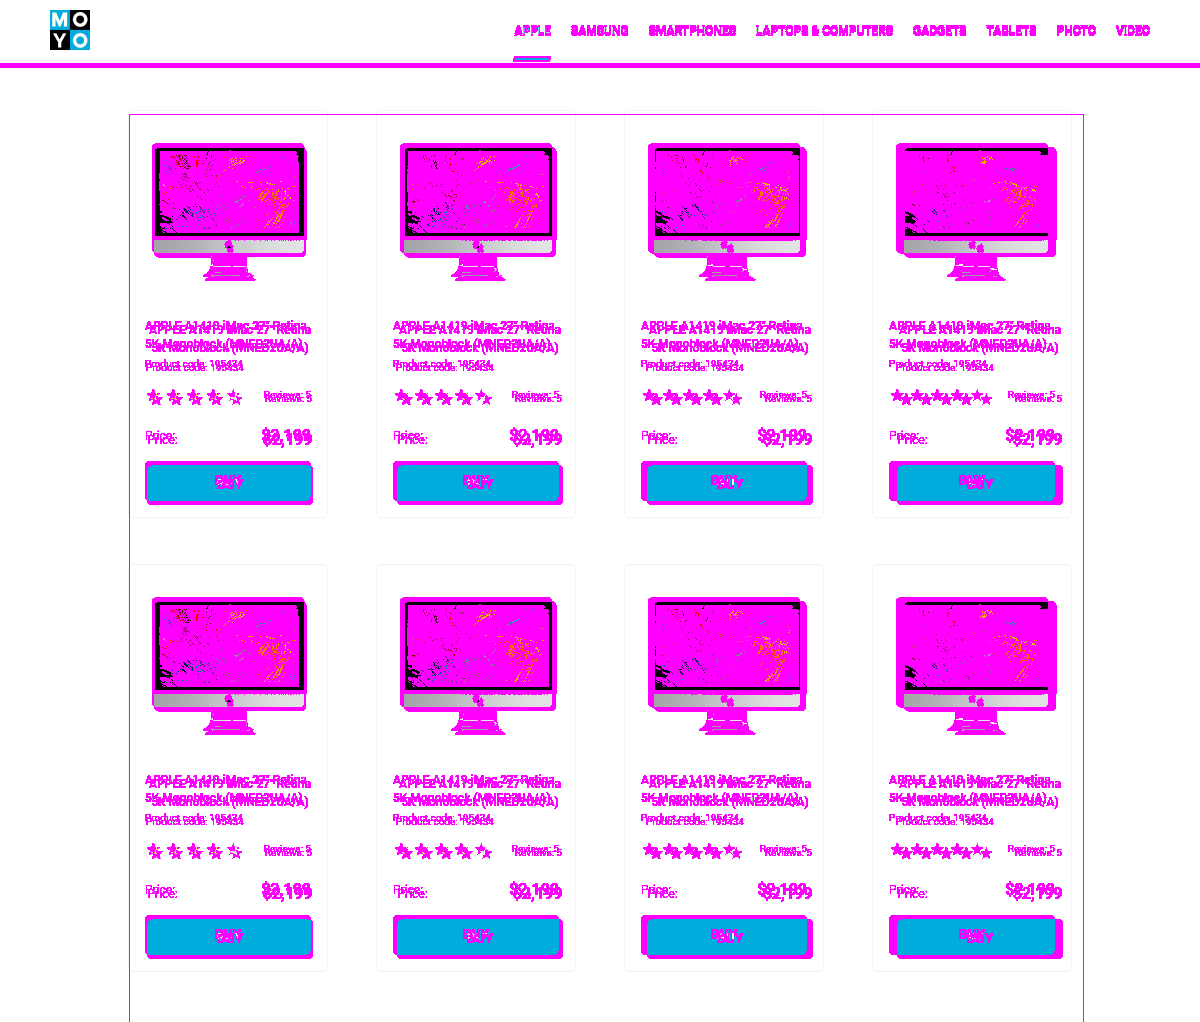 MO
YO
APPLE SAMSUNG SMARTPHONES LAPTOPS & COMPUTERS GADGETS TABLETS PHOTO VIDEO
APPLE A1419 iMac 27" Retina APPLE A1419 iMac 27" Retina APPLE A1419 iMac 27" Retina APPLE A1419 iMac 27" Retina
5K Monoblock (MNED2UA/A) 5K Monoblock (MNED2UA/A) 5K Monoblock (MNED2UA/A) 5K Monoblock (MNED2UA/A)
Product code: 195434 Product code: 195434 Product code: 195434 Product code: 195434
Reviews: 5 Reviews: 5 Reviews: 5 Reviews: 5
Price: $2,199 Price: $2,199 Price: $2,199 Price: $2,199
BUY BUY BUY BUY
APPLE A1419 iMac 27" Retina APPLE A1419 iMac 27" Retina APPLE A1419 iMac 27" Retina APPLE A1419 iMac 27" Retina
5K Monoblock (MNED2UA/A) 5K Monoblock (MNED2UA/A) 5K Monoblock (MNED2UA/A) 5K Monoblock (MNED2UA/A)
Product code: 195434 Product code: 195434 Product code: 195434 Product code: 195434
Reviews: 5 Reviews: 5 Reviews: 5 Reviews: 5
Price: $2,199 Price: $2,199 Price: $2,199 Price: $2,199
BUY BUY BUY BUY